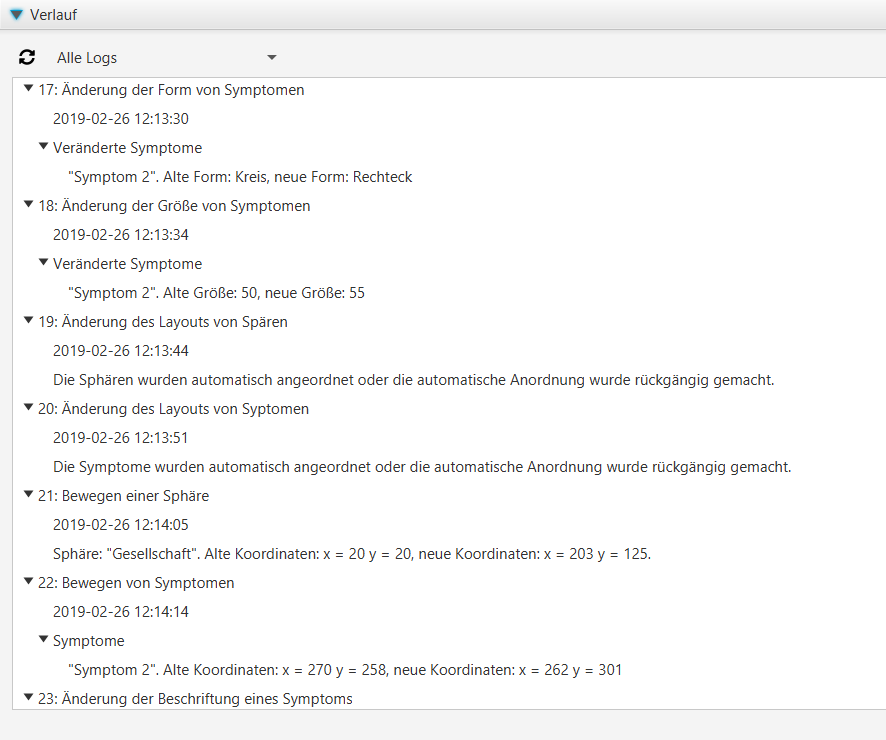 Verlauf
Alle Logs
17: Änderung der Form von Symptomen
2019-02-26 12:13:30
Veränderte Symptome
"Symptom 2". Alte Form: Kreis, neue Form: Rechteck
18: Änderung der Größe von Symptomen
2019-02-26 12:13:34
Veränderte Symptome
"Symptom 2". Alte Größe: 50, neue Größe: 55
19: Änderung des Layouts von Spären
2019-02-26 12:13:44
Die Sphären wurden automatisch angeordnet oder die automatische Anordnung wurde rückgängig gemacht.
20: Änderung des Layouts von Syptomen
2019-02-26 12:13:51
Die Symptome wurden automatisch angeordnet oder die automatische Anordnung wurde rückgängig gemacht.
21: Bewegen einer Sphäre
2019-02-26 12:14:05
Sphäre: "Gesellschaft". Alte Koordinaten: x = 20 y = 20, neue Koordinaten: x = 203 y = 125.
22: Bewegen von Symptomen
2019-02-26 12:14:14
Symptome
"Symptom 2". Alte Koordinaten: x = 270 y = 258, neue Koordinaten: x = 262 y = 301
23: Änderung der Beschriftung eines Symptoms